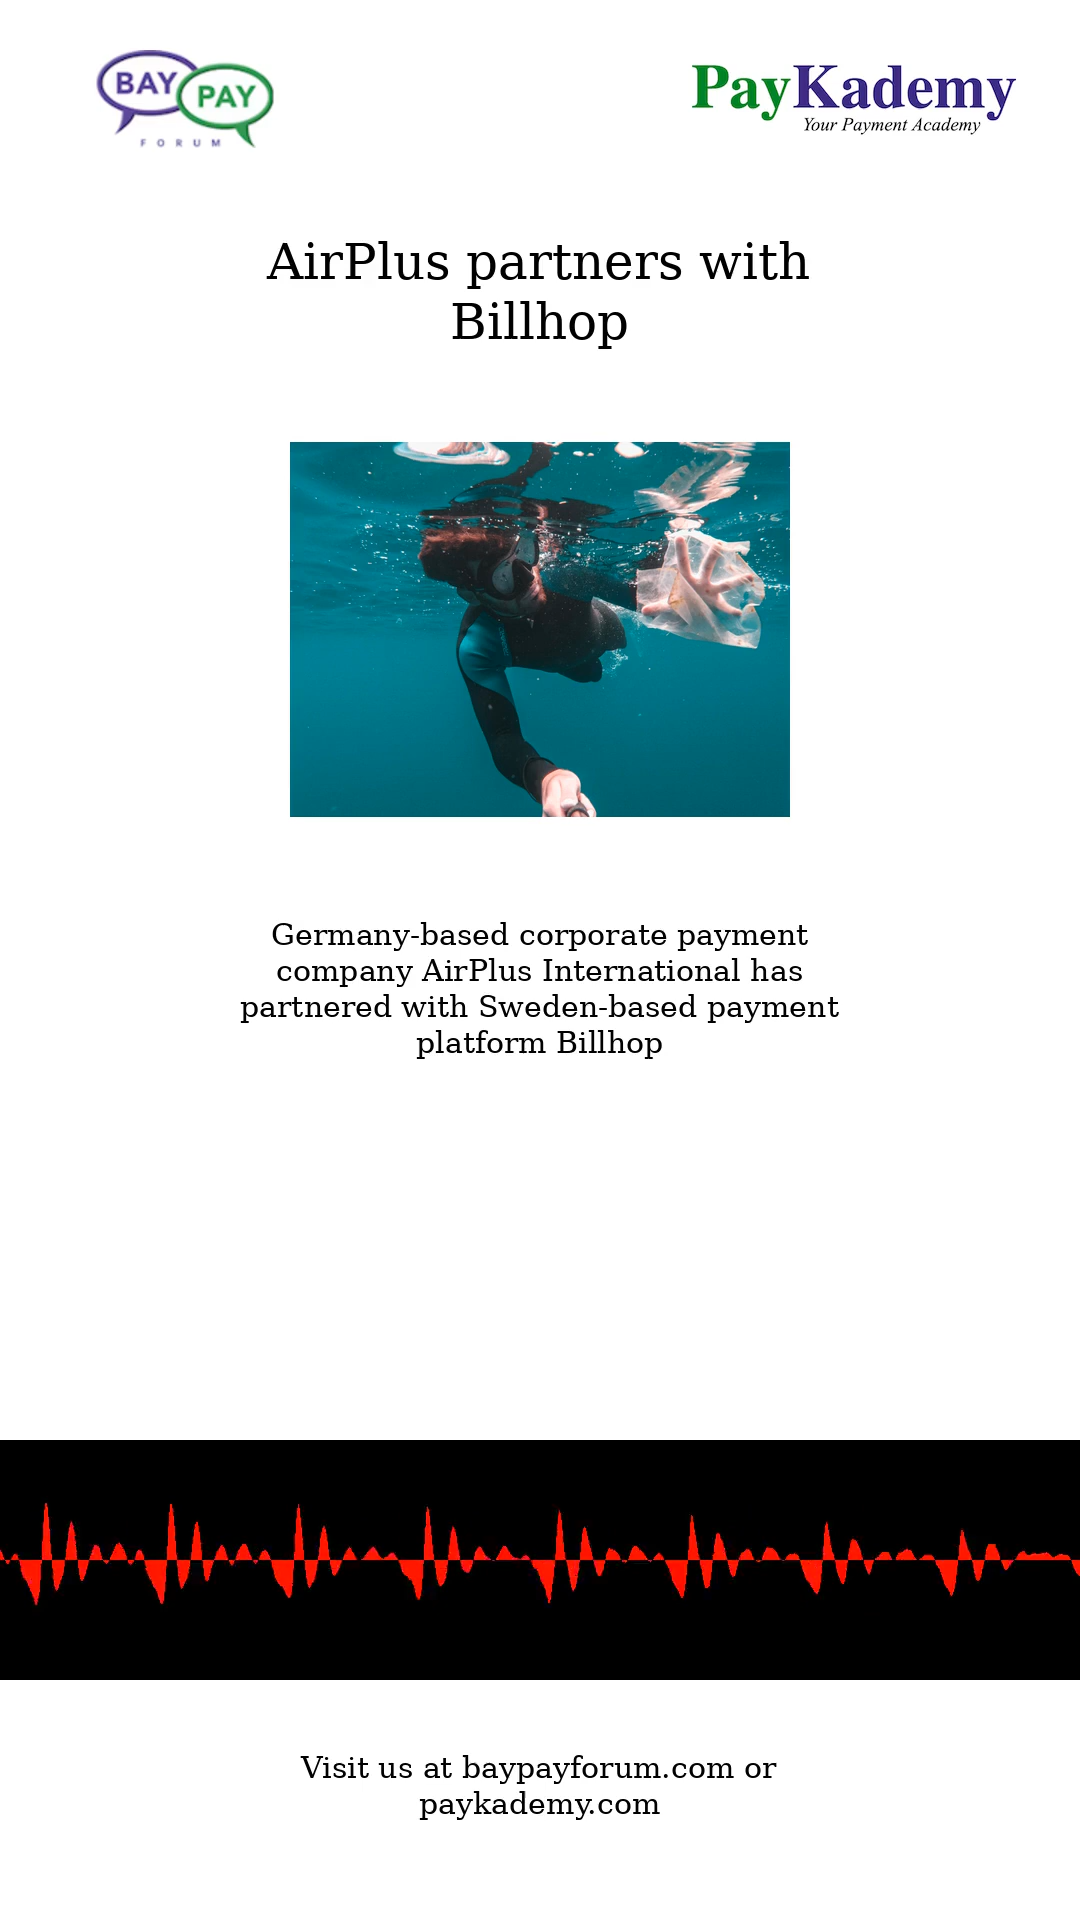 BAY PAY
FORUM
PayKademy
Your Payment Academy
AirPlus partners with
Billhop
Germany-based corporate payment
company AirPlus International has
partnered with Sweden-based payment
platform Billhop
Visit us at baypayforum.com or
paykademy.com